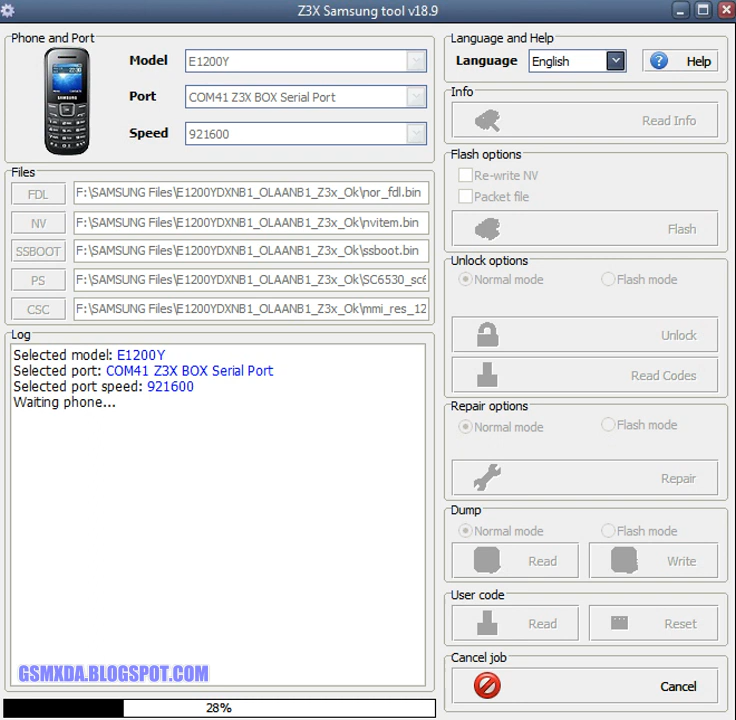 Z3X Samsung tool v18.9
Phone and Port
Model
E1200Y
Port
COM41 Z3X BOX Serial Port
Speed
921600
Files
FDL
F:\SAMSUNG Files\E1200YDXNB1_OLAANB1_Z3x_Ok\nor_fdl.bin
NV
F:\SAMSUNG Files\E1200YDXNB1_OLAANB1_Z3x_Ok\nvitem.bin
SSBOOT
F:\SAMSUNG Files\E1200YDXNB1_OLAANB1_Z3x_Ok\ssboot.bin
PS
F:\SAMSUNG Files\E1200YDXNB1_OLAANB1_Z3x_Ok\SC6530_sc6
CSC
F:\SAMSUNG Files\E1200YDXNB1_OLAANB1_Z3x_Ok\mmi_res_12
Log
Selected model: E1200Y
Selected port: COM41 Z3X BOX Serial Port
Selected port speed: 921600
Waiting phone...
GSMXDA.BLOGSPOT.COM
28%
Language and Help
Language
English
Help
Info
Read Info
Flash options
Re-write NV
Packet file
Flash
Unlock options
Normal mode
Flash mode
Unlock
Read Codes
Repair options
Normal mode
Flash mode
Repair
Dump
Normal mode
Flash mode
Read
Write
User code
Read
Reset
Cancel job
Cancel